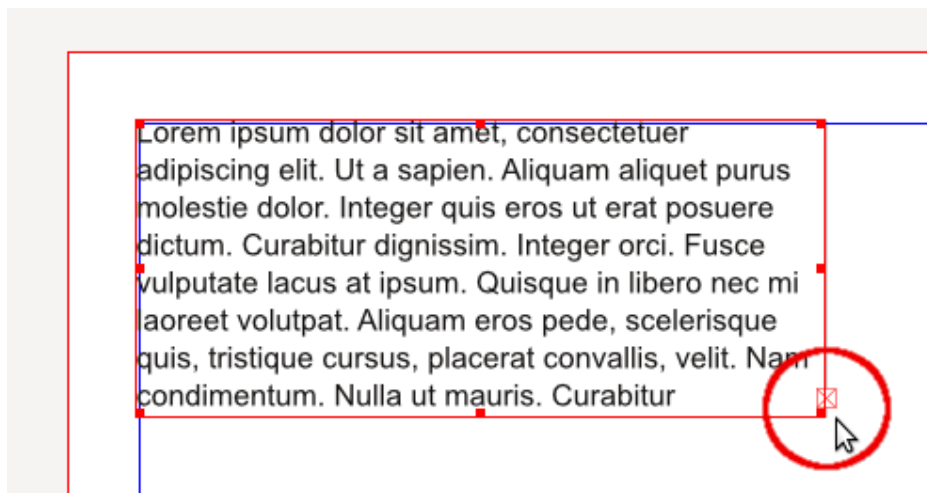 Lorem ipsum dolor sit amet, consectetuer
adipiscing elit. Ut a sapien. Aliquam aliquet purus
molestie dolor. Integer quis eros ut erat posuere
dictum. Curabitur dignissim. Integer orci. Fusce
vulputate lacus at ipsum. Quisque in libero nec mi
laoreet volutpat. Aliquam eros pede, scelerisque
quis, tristique cursus, placerat convallis, velit. Nam
condimentum. Nulla ut mauris. Curabitur